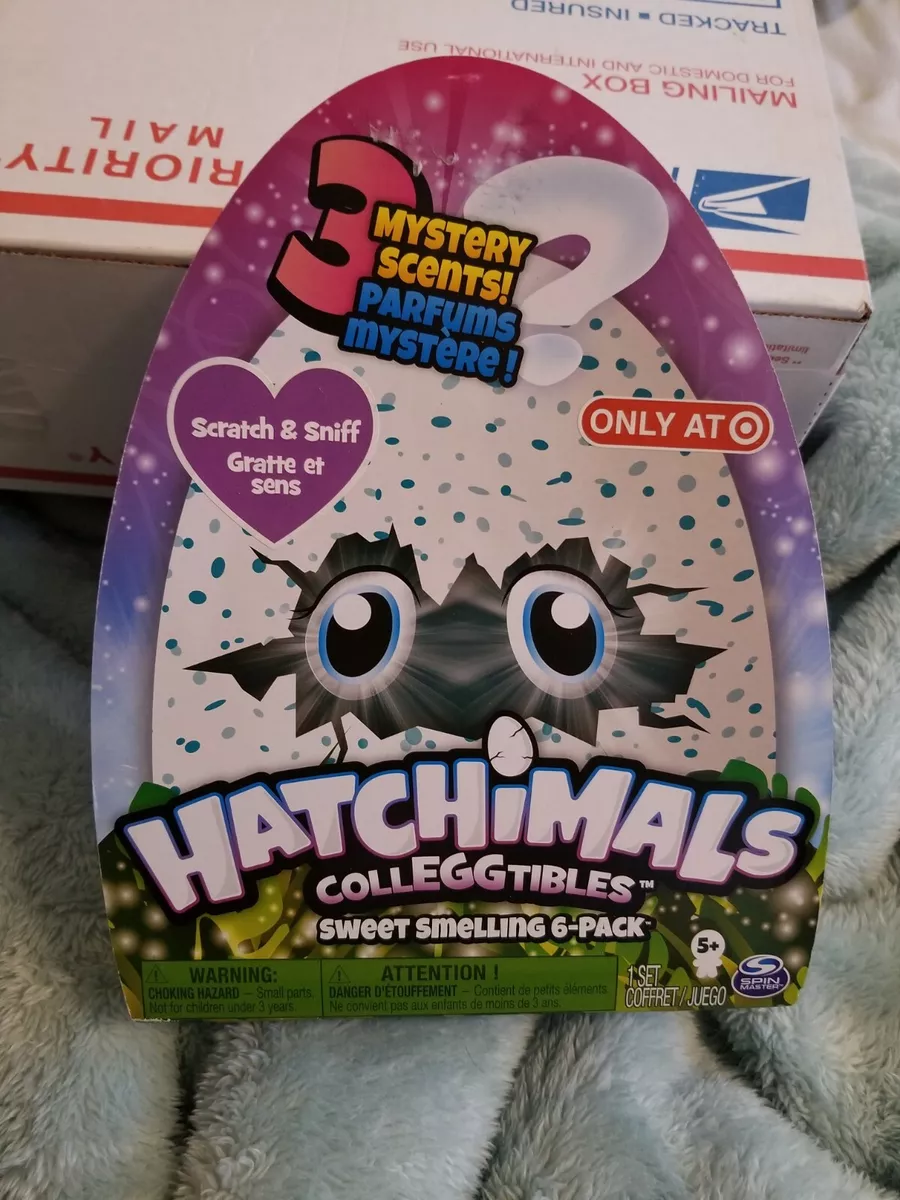 TRACKED ▪ INSURED
FOR DOMESTIC AND INTERNATIONAL USE
MAILING BOX
PRIORITY
MAIL
3
MYSTERY
SCENTS!
PARFUMS
MYSTÈRE !
?
Scratch & Sniff
Gratte et
sens
ONLY AT
HATCHiMALS
COLLEGGTIBLES™
SWEET SMELLING 6-PACK™
5+
WARNING:
CHOKING HAZARD – Small parts.
Not for children under 3 years.
ATTENTION !
DANGER D'ÉTOUFFEMENT – Contient de petits éléments.
Ne convient pas aux enfants de moins de 3 ans.
1 SET
COFFRET / JUEGO
SPIN
MASTER™